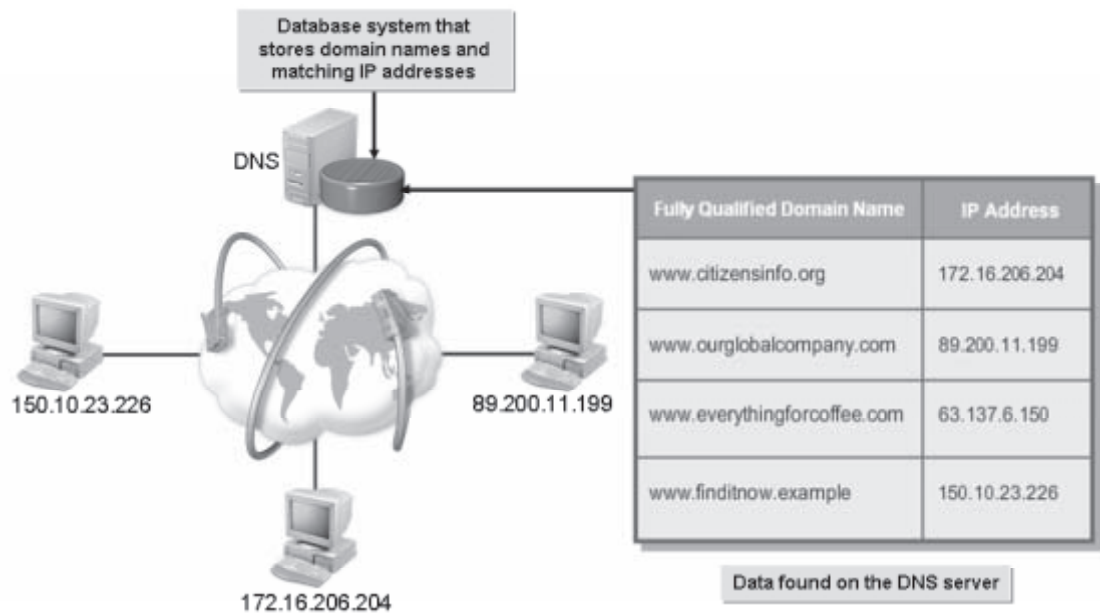 Database system that
stores domain names and
matching IP addresses
DNS
Fully Qualified Domain Name IP Address
www.citizensinfo.org 172.16.206.204
www.ourglobalcompany.com 89.200.11.199
www.everythingforcoffee.com 63.137.6.150
www.finditnow.example 150.10.23.226
150.10.23.226
89.200.11.199
172.16.206.204
Data found on the DNS server